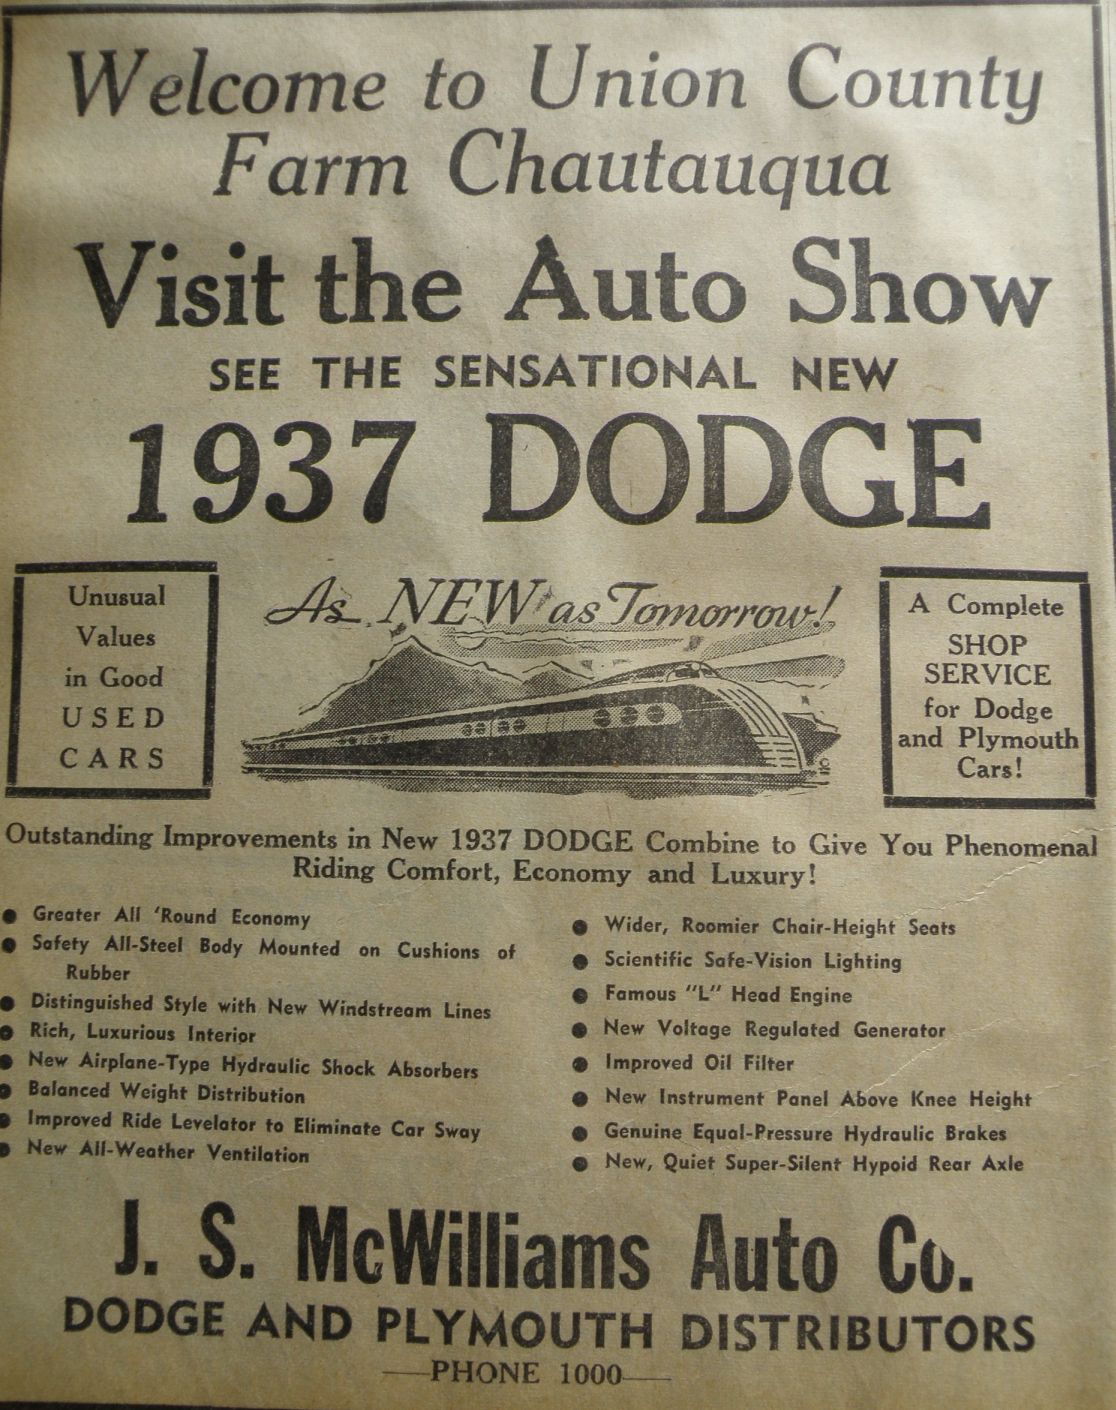 Welcome to Union County
Farm Chautauqua
Visit the Auto Show
SEE THE SENSATIONAL NEW
1937 DODGE
Unusual
Values
in Good
USED
CARS
As NEW as Tomorrow!
A Complete
SHOP
SERVICE
for Dodge
and Plymouth
Cars!
Outstanding Improvements in New 1937 DODGE Combine to Give You Phenomenal
Riding Comfort, Economy and Luxury!
● Greater All 'Round Economy
● Safety All-Steel Body Mounted on Cushions of
Rubber
● Distinguished Style with New Windstream Lines
● Rich, Luxurious Interior
● New Airplane-Type Hydraulic Shock Absorbers
● Balanced Weight Distribution
● Improved Ride Levelator to Eliminate Car Sway
● New All-Weather Ventilation
● Wider, Roomier Chair-Height Seats
● Scientific Safe-Vision Lighting
● Famous "L" Head Engine
● New Voltage Regulated Generator
● Improved Oil Filter
● New Instrument Panel Above Knee Height
● Genuine Equal-Pressure Hydraulic Brakes
● New, Quiet Super-Silent Hypoid Rear Axle
J. S. McWilliams Auto Co.
DODGE AND PLYMOUTH DISTRIBUTORS
—PHONE 1000—